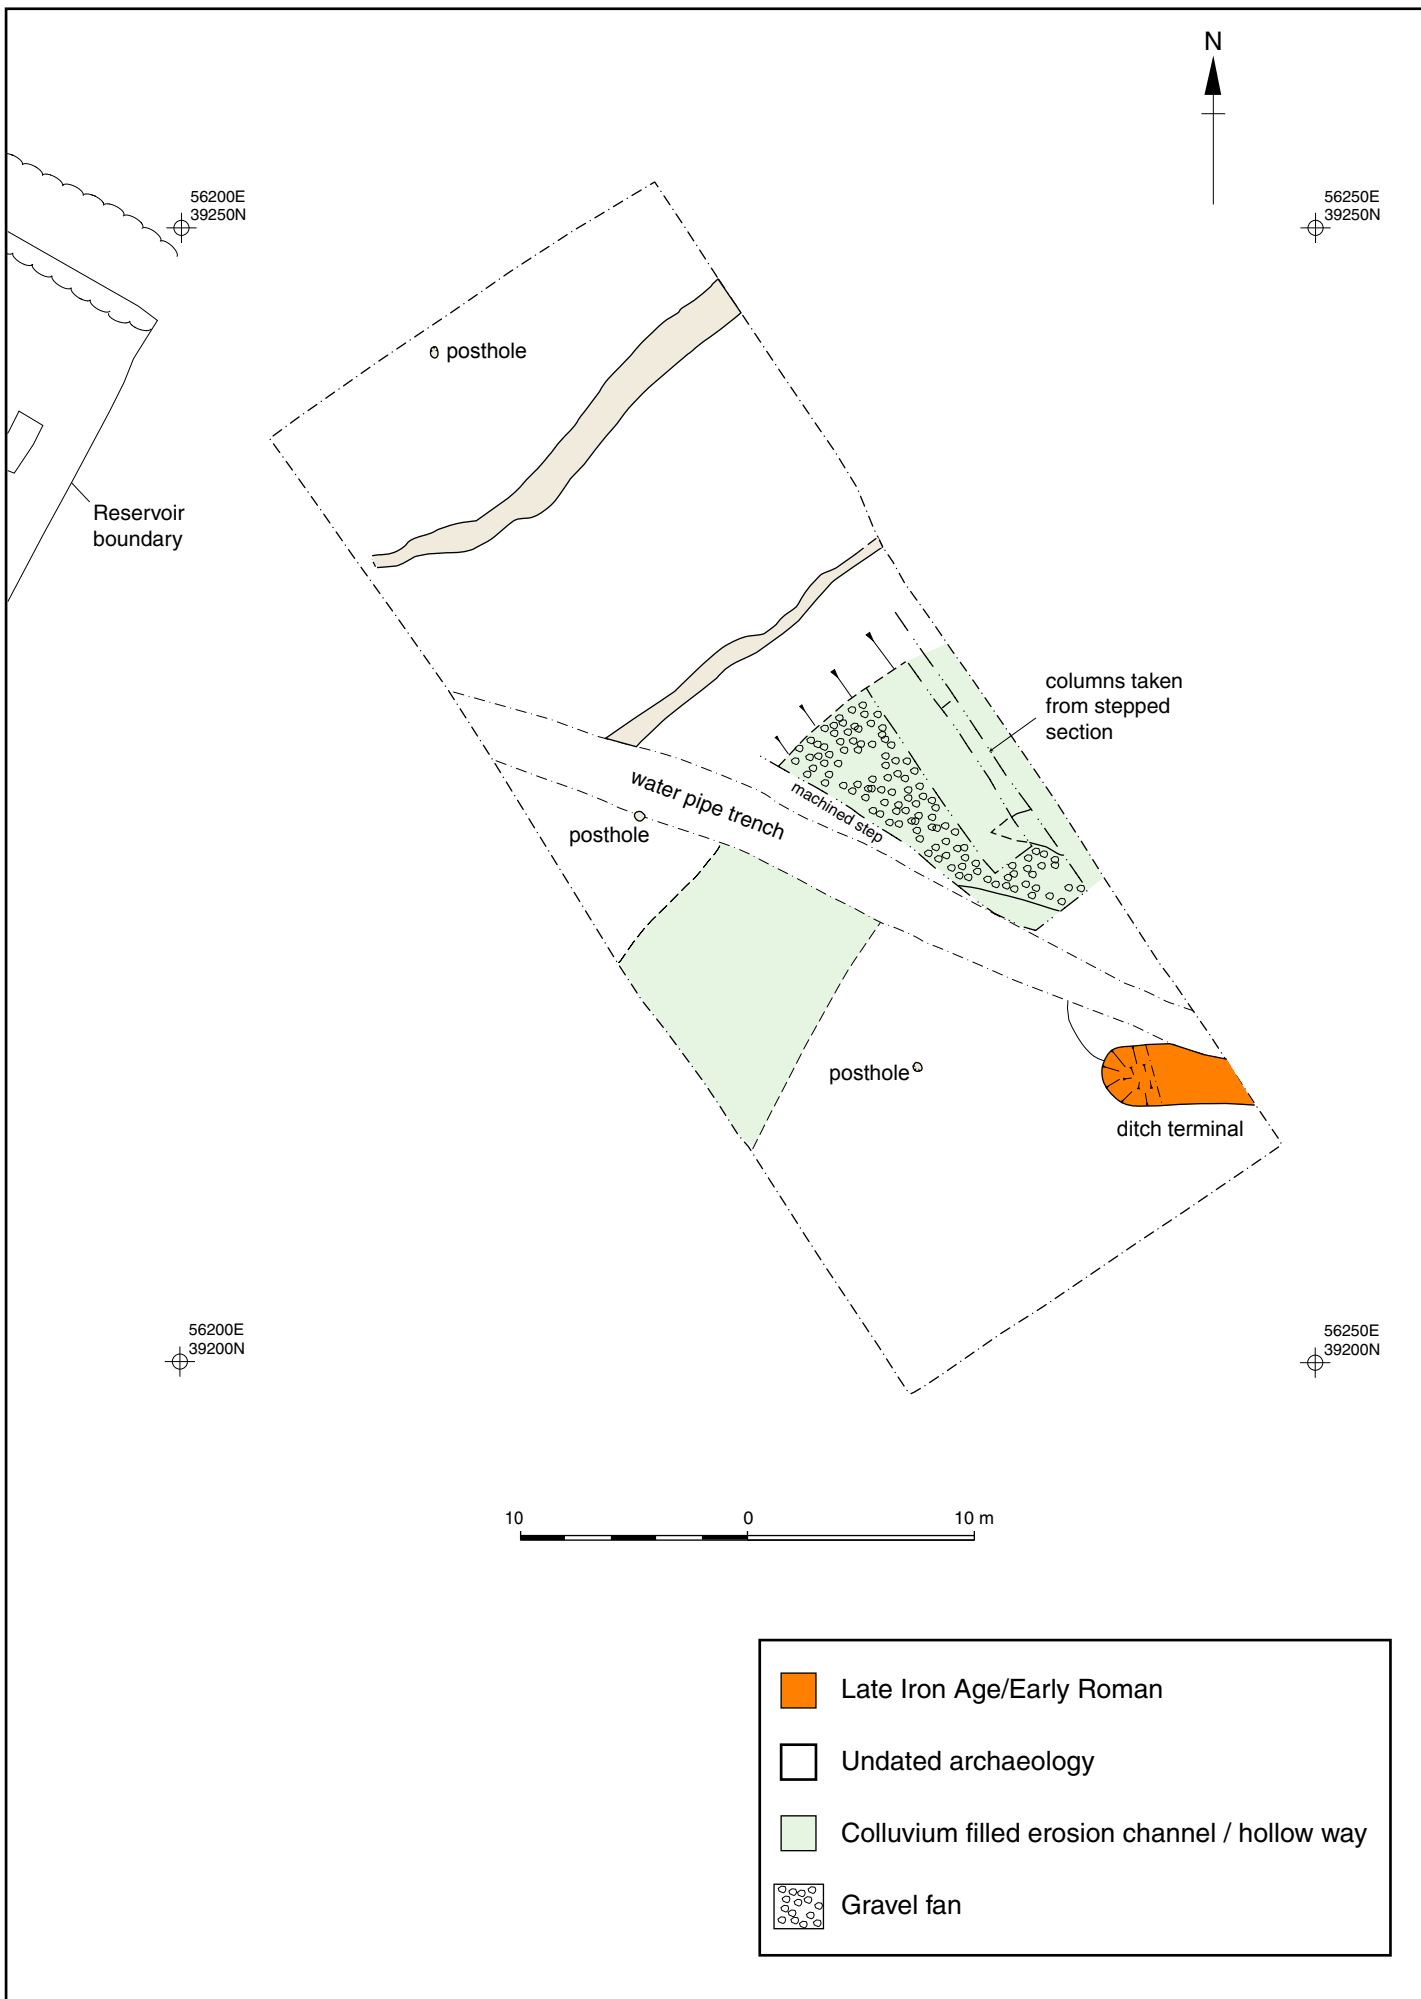 N
56200E
39250N
56250E
39250N
posthole
Reservoir
boundary
columns taken
from stepped
section
water pipe trench
machined step
posthole
posthole
ditch terminal
56200E
39200N
56250E
39200N
10 0 10 m
Late Iron Age/Early Roman
Undated archaeology
Colluvium filled erosion channel / hollow way
Gravel fan